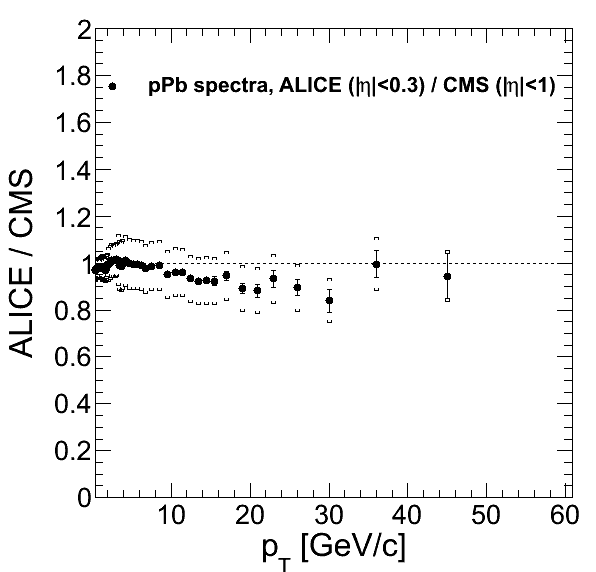 2
1.8
pPb spectra, ALICE (|η|<0.3) / CMS (|η|<1)
1.6
1.4
1.2
1
0.8
0.6
0.4
0.2
0
ALICE / CMS
10 20 30 40 50 60
p_T [GeV/c]